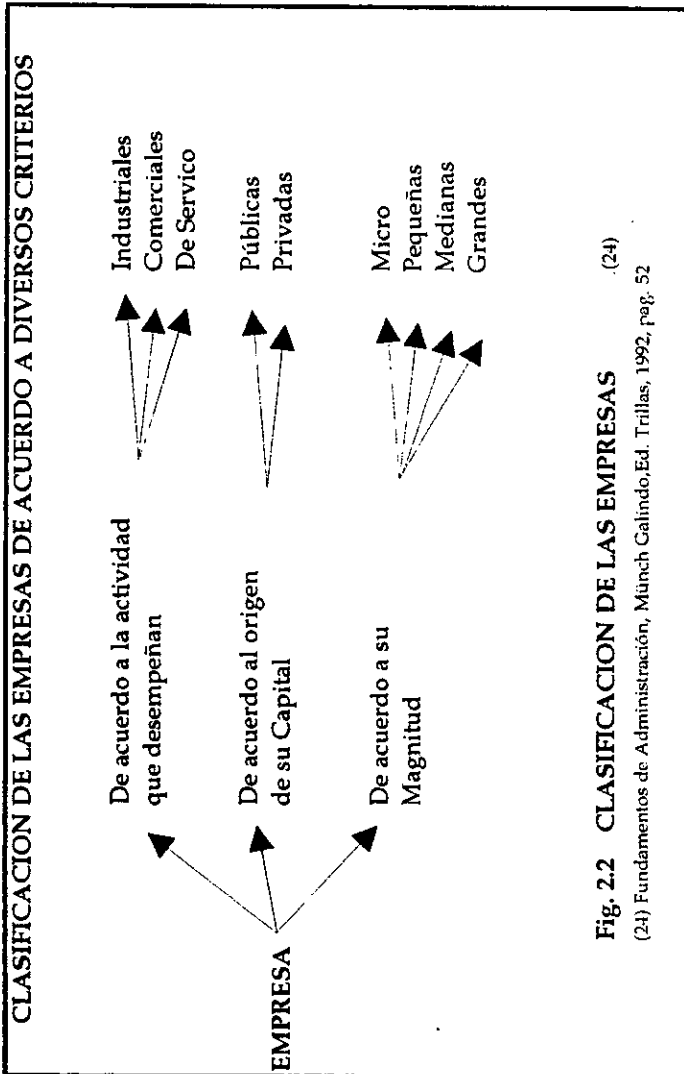 CLASIFICACION DE LAS EMPRESAS DE ACUERDO A DIVERSOS CRITERIOS
EMPRESA
De acuerdo a la actividad
que desempeñan
Industriales
Comerciales
De Servico
De acuerdo al origen
de su Capital
Públicas
Privadas
De acuerdo a su
Magnitud
Micro
Pequeñas
Medianas
Grandes
Fig. 2.2 CLASIFICACION DE LAS EMPRESAS .(24)
(24) Fundamentos de Administración, Münch Galindo,Ed. Trillas, 1992, pag. 52